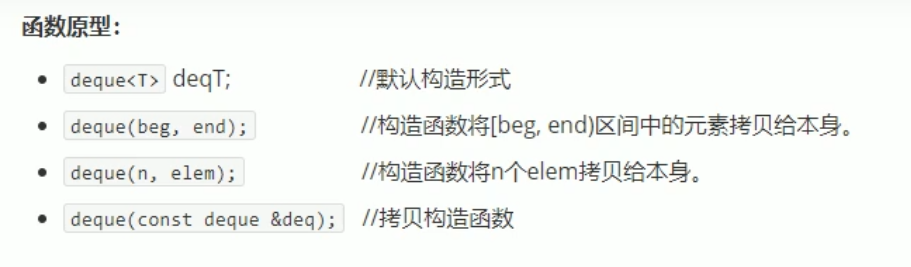 函数原型：
• deque<T> deqT; //默认构造形式
• deque(beg, end); //构造函数将[beg, end)区间中的元素拷贝给本身。
• deque(n, elem); //构造函数将n个elem拷贝给本身。
• deque(const deque &deq); //拷贝构造函数